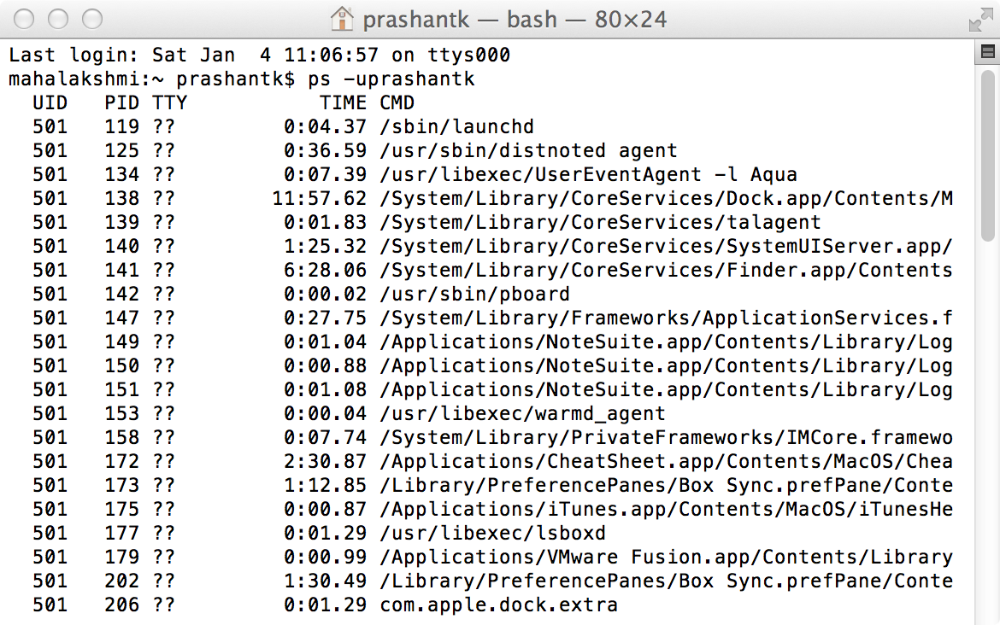 prashantk — bash — 80×24
Last login: Sat Jan  4 11:06:57 on ttys000
mahalakshmi:~ prashantk$ ps -uprashantk
  UID   PID TTY           TIME CMD
  501   119 ??         0:04.37 /sbin/launchd
  501   125 ??         0:36.59 /usr/sbin/distnoted agent
  501   134 ??         0:07.39 /usr/libexec/UserEventAgent -l Aqua
  501   138 ??        11:57.62 /System/Library/CoreServices/Dock.app/Contents/M
  501   139 ??         0:01.83 /System/Library/CoreServices/talagent
  501   140 ??         1:25.32 /System/Library/CoreServices/SystemUIServer.app/
  501   141 ??         6:28.06 /System/Library/CoreServices/Finder.app/Contents
  501   142 ??         0:00.02 /usr/sbin/pboard
  501   147 ??         0:27.75 /System/Library/Frameworks/ApplicationServices.f
  501   149 ??         0:01.04 /Applications/NoteSuite.app/Contents/Library/Log
  501   150 ??         0:00.88 /Applications/NoteSuite.app/Contents/Library/Log
  501   151 ??         0:01.08 /Applications/NoteSuite.app/Contents/Library/Log
  501   153 ??         0:00.04 /usr/libexec/warmd_agent
  501   158 ??         0:07.74 /System/Library/PrivateFrameworks/IMCore.framewo
  501   172 ??         2:30.87 /Applications/CheatSheet.app/Contents/MacOS/Chea
  501   173 ??         1:12.85 /Library/PreferencePanes/Box Sync.prefPane/Conte
  501   175 ??         0:00.87 /Applications/iTunes.app/Contents/MacOS/iTunesHe
  501   177 ??         0:01.29 /usr/libexec/lsboxd
  501   179 ??         0:00.99 /Applications/VMware Fusion.app/Contents/Library
  501   202 ??         1:30.49 /Library/PreferencePanes/Box Sync.prefPane/Conte
  501   206 ??         0:01.29 com.apple.dock.extra